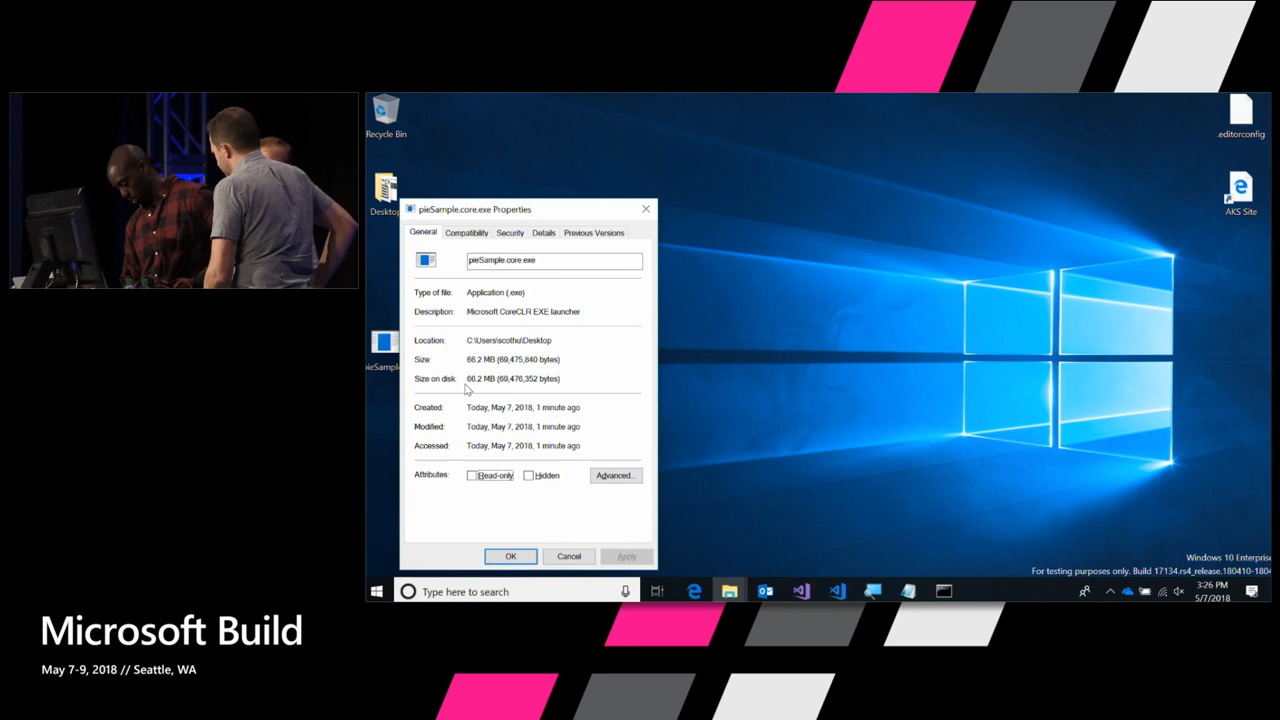 Recycle Bin
.editorconfig
Desktop
AKS Site
pieSample.core.exe Properties
General Compatibility Security Details Previous Versions
pieSample.core.exe
Type of file: Application (.exe)
Description: Microsoft CoreCLR EXE launcher
Location: C:\Users\scothu\Desktop
Size: 66.2 MB (69,475,840 bytes)
Size on disk: 66.2 MB (69,476,352 bytes)
pieSample
Created: Today, May 7, 2018, 1 minute ago
Modified: Today, May 7, 2018, 1 minute ago
Accessed: Today, May 7, 2018, 1 minute ago
Attributes: Read-only Hidden Advanced...
OK Cancel Apply
Windows 10 Enterprise
For testing purposes only. Build 17134.rs4_release.180410-1804
Type here to search
3:26 PM
5/7/2018
Microsoft Build
May 7-9, 2018 // Seattle, WA